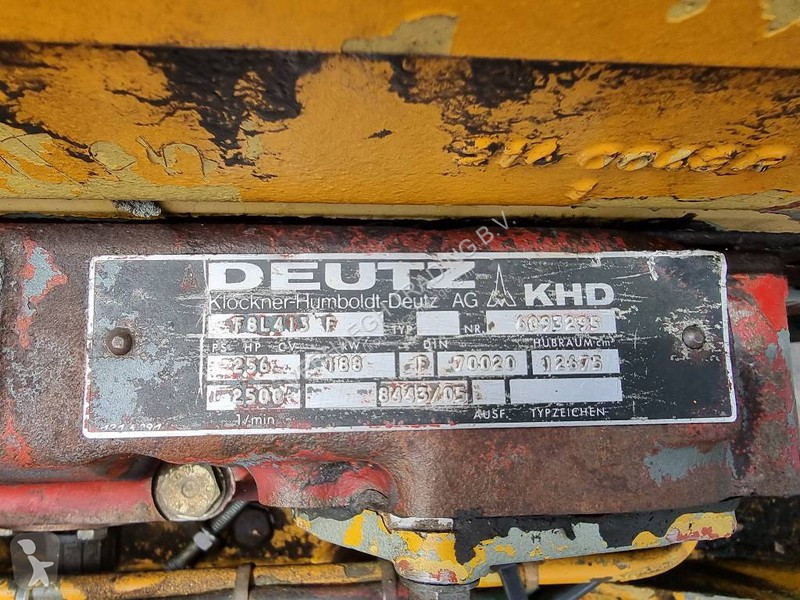 DEUTZ
Klöckner-Humboldt-Deutz AG KHD
F8L413 F TYP NR. 6093295
PS HP CV kW DIN HUBRAUM cm³
256 188 F 70020 12675
2500 8443/05
1/min AUSF. TYPZEICHEN